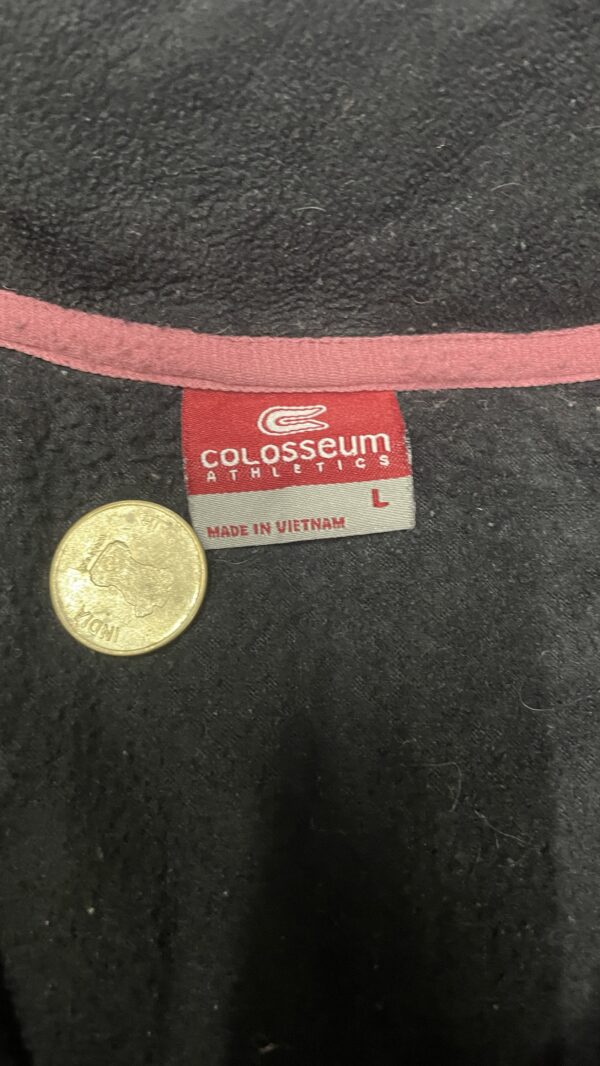 COLOSSEUM
ATHLETICS
L
MADE IN VIETNAM
INDIA